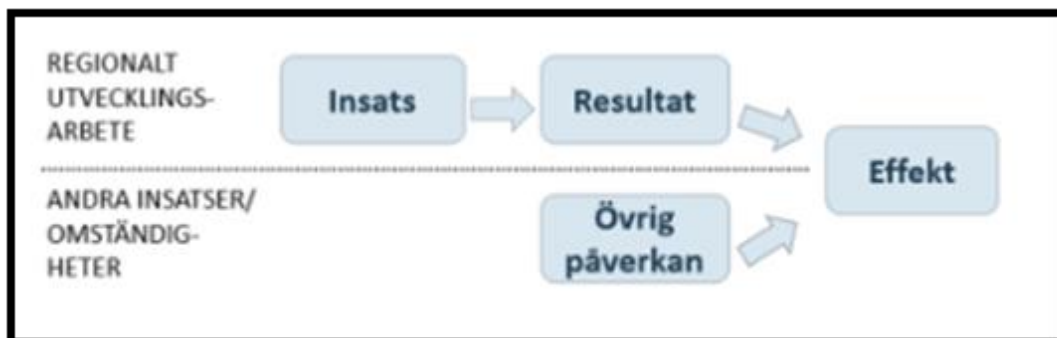 REGIONALT
UTVECKLINGS-
ARBETE
Insats
Resultat
Effekt
ANDRA INSATSER/
OMSTÄNDIG-
HETER
Övrig
påverkan